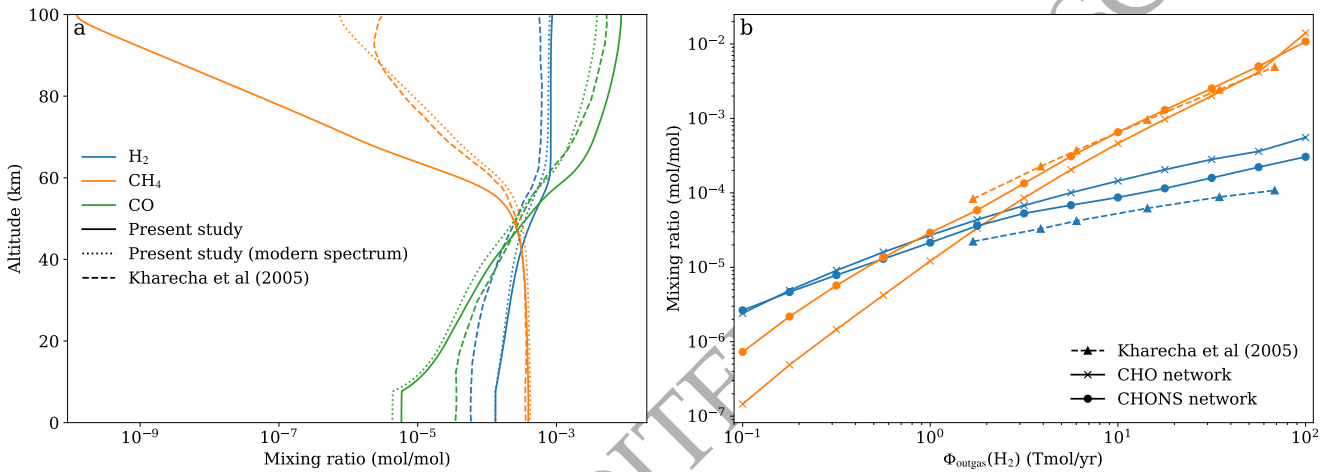 a
100
80
60
40
20
0
Altitude (km)
H₂
CH₄
CO
Present study
Present study (modern spectrum)
Kharecha et al (2005)
10⁻⁹
10⁻⁷
10⁻⁵
10⁻³
Mixing ratio (mol/mol)
b
10⁻²
10⁻³
10⁻⁴
10⁻⁵
10⁻⁶
10⁻⁷
Mixing ratio (mol/mol)
Kharecha et al (2005)
CHO network
CHONS network
10⁻¹
10⁰
10¹
10²
Φoutgas(H₂) (Tmol/yr)